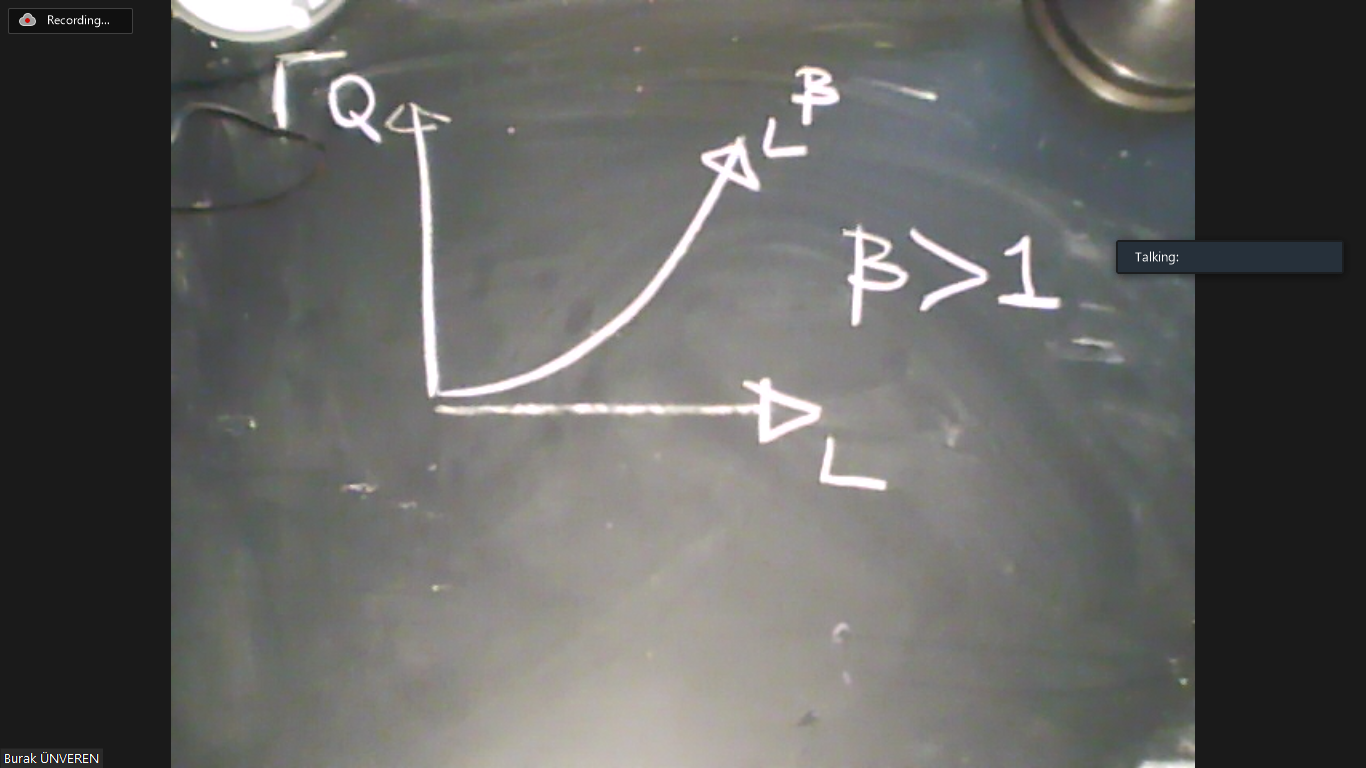 Recording...
Q
L^β
β>1
Talking:
L
Burak ÜNVEREN